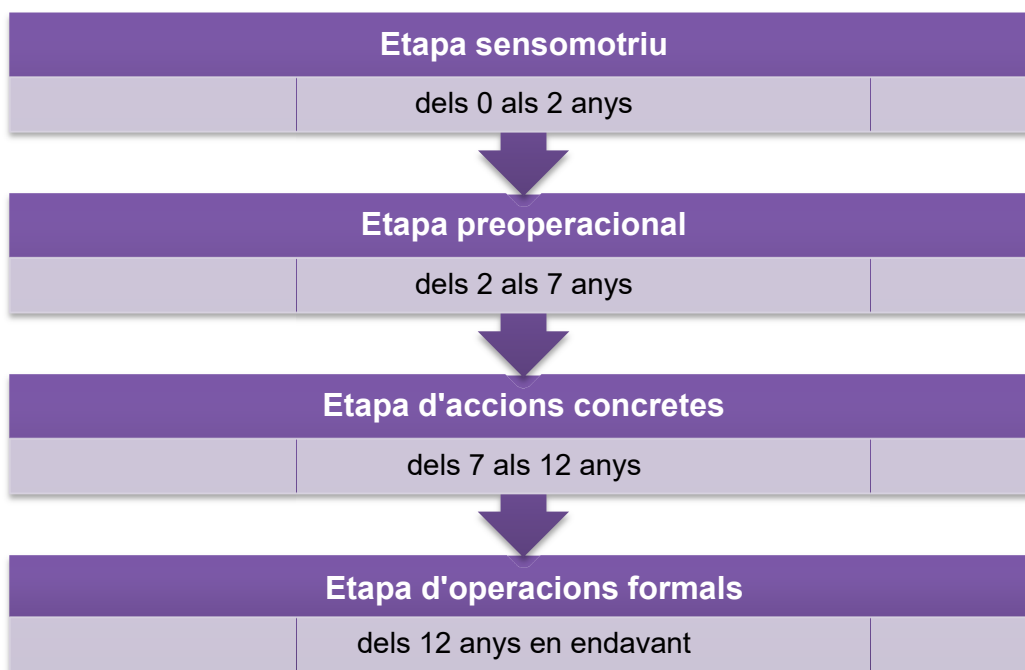 Etapa sensomotriu
dels 0 als 2 anys
Etapa preoperacional
dels 2 als 7 anys
Etapa d'accions concretes
dels 7 als 12 anys
Etapa d'operacions formals
dels 12 anys en endavant